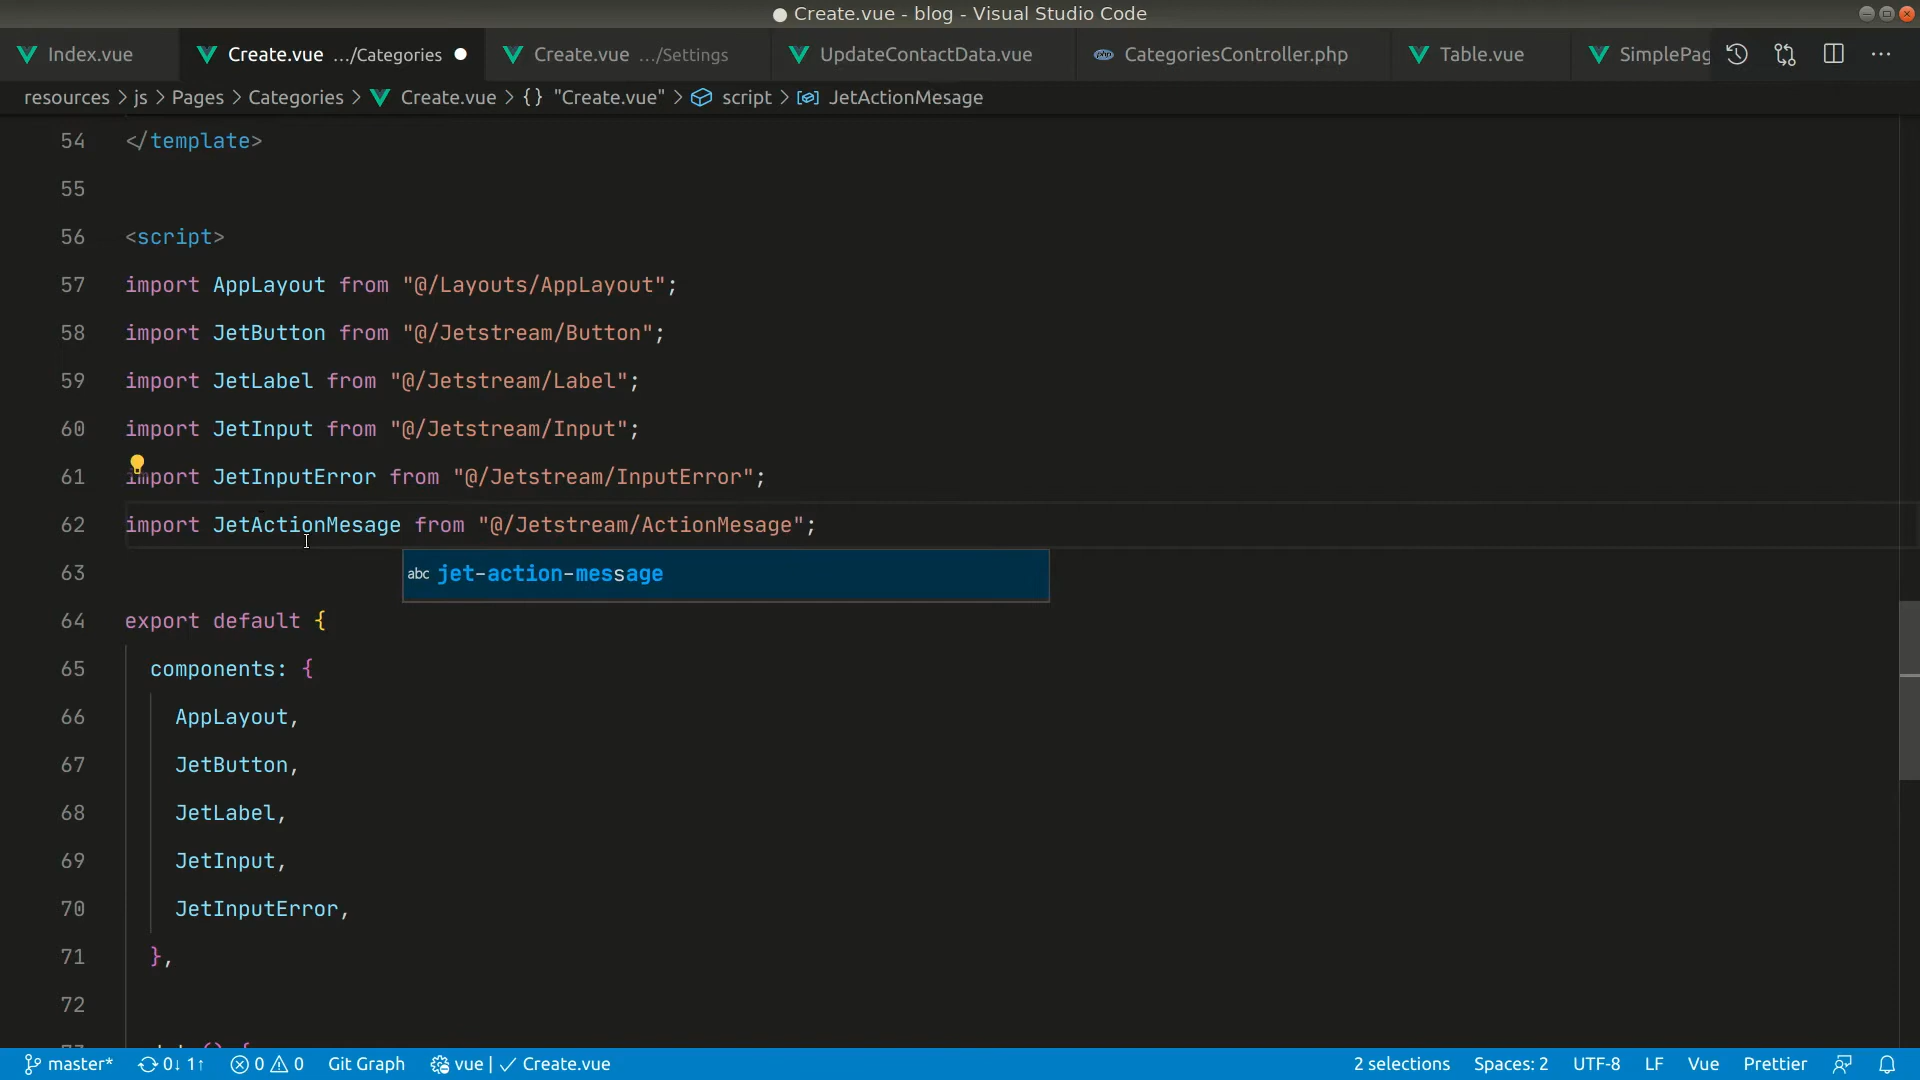 Create.vue - blog - Visual Studio Code
Index.vue
Create.vue .../Categories
Create.vue .../Settings
UpdateContactData.vue
CategoriesController.php
Table.vue
SimplePag
resources > js > Pages > Categories > Create.vue > {} "Create.vue" > script > JetActionMesage
54 </template>
55
56 <script>
57 import AppLayout from "@/Layouts/AppLayout";
58 import JetButton from "@/Jetstream/Button";
59 import JetLabel from "@/Jetstream/Label";
60 import JetInput from "@/Jetstream/Input";
61 import JetInputError from "@/Jetstream/InputError";
62 import JetActionMesage from "@/Jetstream/ActionMesage";
63
abc jet-action-message
64 export default {
65 components: {
66 AppLayout,
67 JetButton,
68 JetLabel,
69 JetInput,
70 JetInputError,
71 },
72
master* 0↓ 1↑ 0 0 Git Graph vue | ✓ Create.vue 2 selections Spaces: 2 UTF-8 LF Vue Prettier